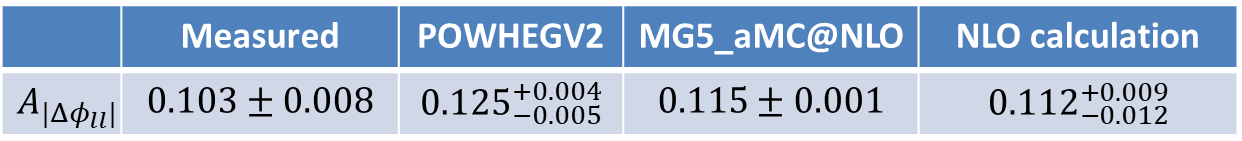 Measured POWHEGV2 MG5_aMC@NLO NLO calculation
A_{|Δϕ_{ll}|} 0.103 ± 0.008 0.125^{+0.004}_{−0.005} 0.115 ± 0.001 0.112^{+0.009}_{−0.012}